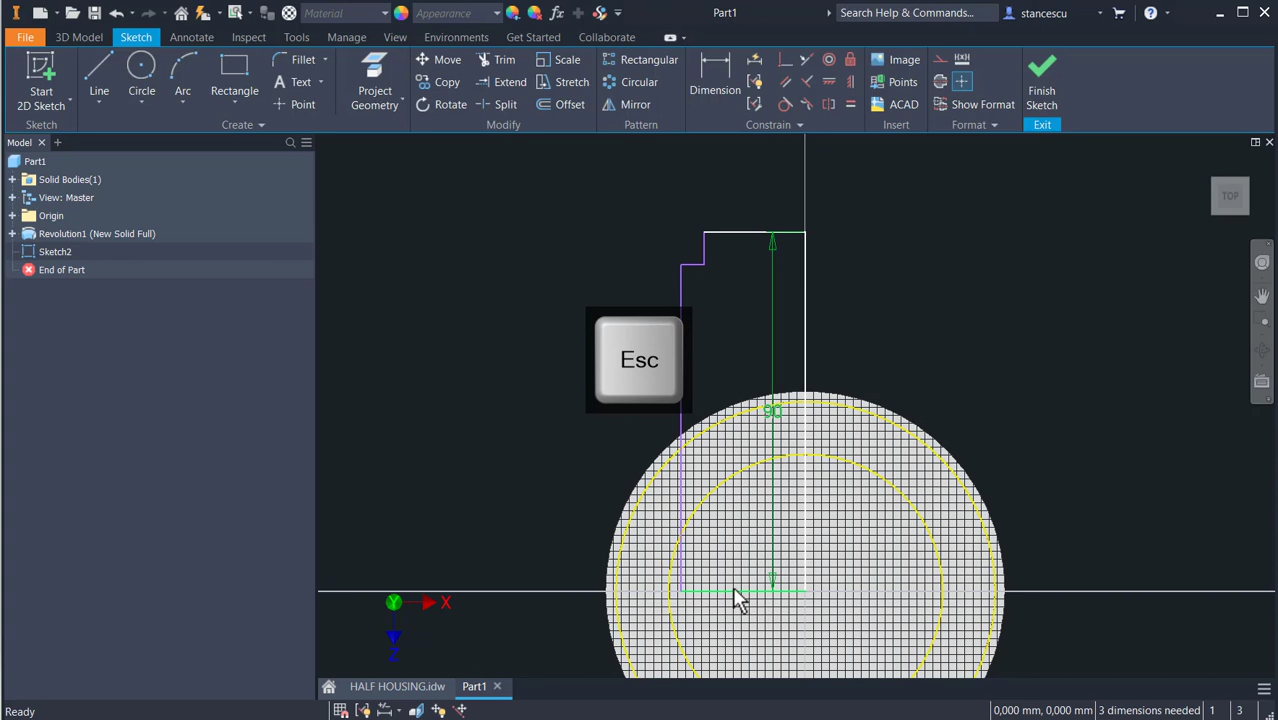 Material
Appearance
Part1
Search Help & Commands...
stancescu
File
3D Model
Sketch
Annotate
Inspect
Tools
Manage
View
Environments
Get Started
Collaborate
Start
2D Sketch
Line
Circle
Arc
Rectangle
Fillet
Text
Point
Project
Geometry
Move
Copy
Rotate
Trim
Extend
Split
Scale
Stretch
Offset
Rectangular
Circular
Mirror
Dimension
Image
Points
ACAD
Show Format
Finish
Sketch
Sketch
Create
Modify
Pattern
Constrain
Insert
Format
Exit
Model
Part1
Solid Bodies(1)
View: Master
Origin
Revolution1 (New Solid Full)
Sketch2
End of Part
TOP
Esc
90
Y
X
Z
HALF HOUSING.idw
Part1
Ready
0,000 mm, 0,000 mm
3 dimensions needed
1
3